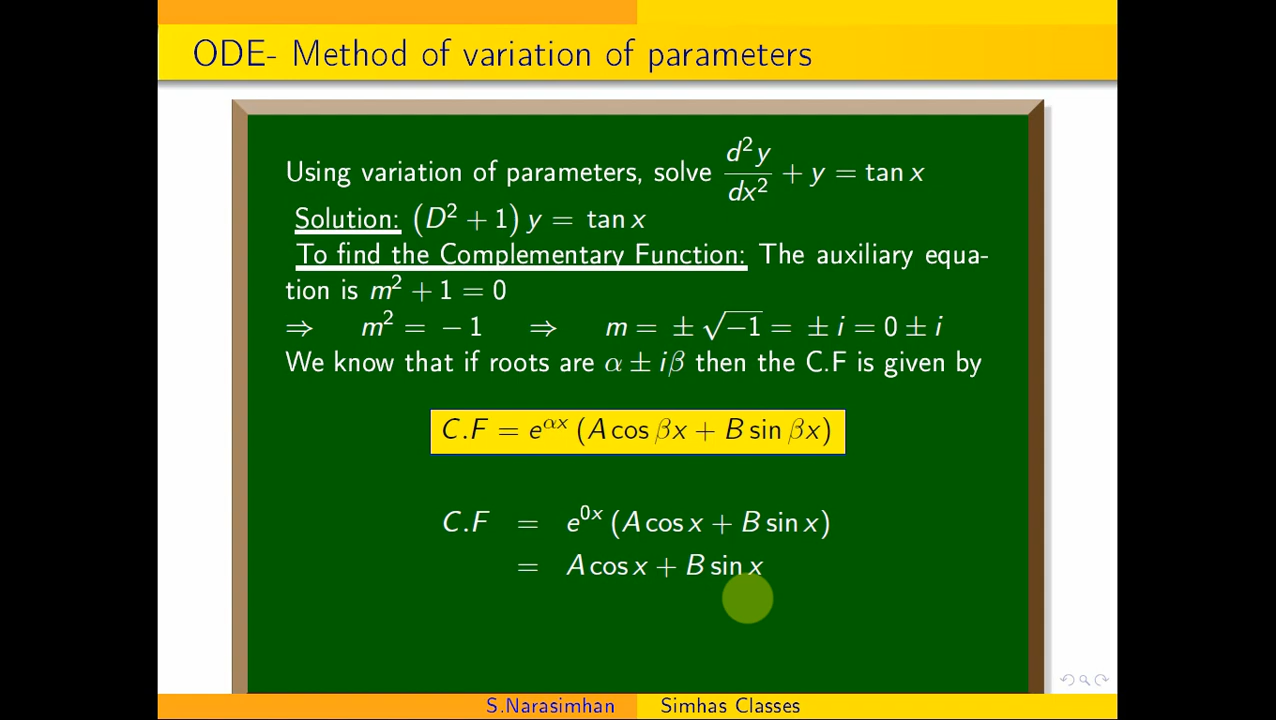 ODE- Method of variation of parameters
Using variation of parameters, solve d²y/dx² + y = tan x
Solution: (D² + 1) y = tan x
To find the Complementary Function: The auxiliary equa-
tion is m² + 1 = 0
⇒ m² = − 1 ⇒ m = ± √−1 = ± i = 0 ± i
We know that if roots are α ± iβ then the C.F is given by
C.F = e^{αx} (A cos βx + B sin βx)
C.F = e^{0x} (A cos x + B sin x)
= A cos x + B sin x
S.Narasimhan Simhas Classes